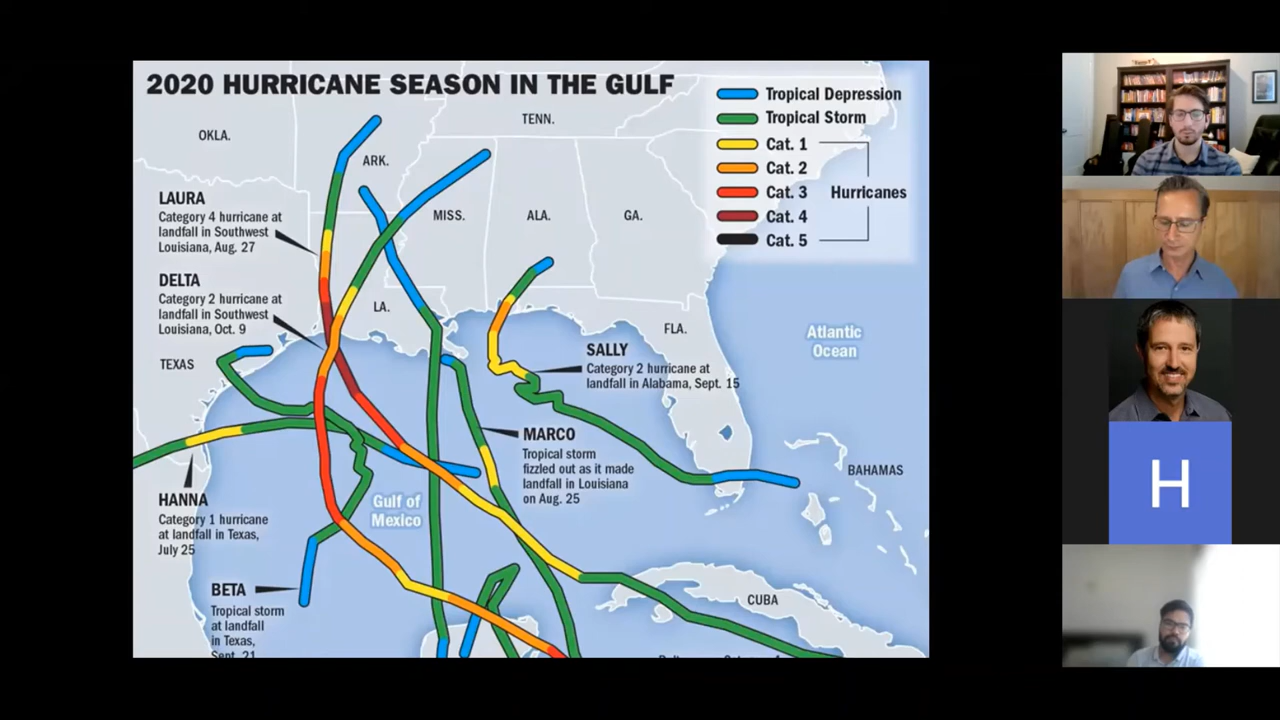 2020 HURRICANE SEASON IN THE GULF
Tropical Depression
Tropical Storm
Cat. 1
Cat. 2
Cat. 3
Cat. 4
Cat. 5
Hurricanes
OKLA.
TENN.
ARK.
MISS.
ALA.
GA.
LAURA
Category 4 hurricane at
landfall in Southwest
Louisiana, Aug. 27
DELTA
Category 2 hurricane at
landfall in Southwest
Louisiana, Oct. 9
LA.
FLA.
Atlantic
Ocean
TEXAS
SALLY
Category 2 hurricane at
landfall in Alabama, Sept. 15
MARCO
Tropical storm
fizzled out as it made
landfall in Louisiana
on Aug. 25
BAHAMAS
HANNA
Category 1 hurricane
at landfall in Texas,
July 25
Gulf of
Mexico
BETA
Tropical storm
at landfall
in Texas,
Sept. 21
CUBA
H